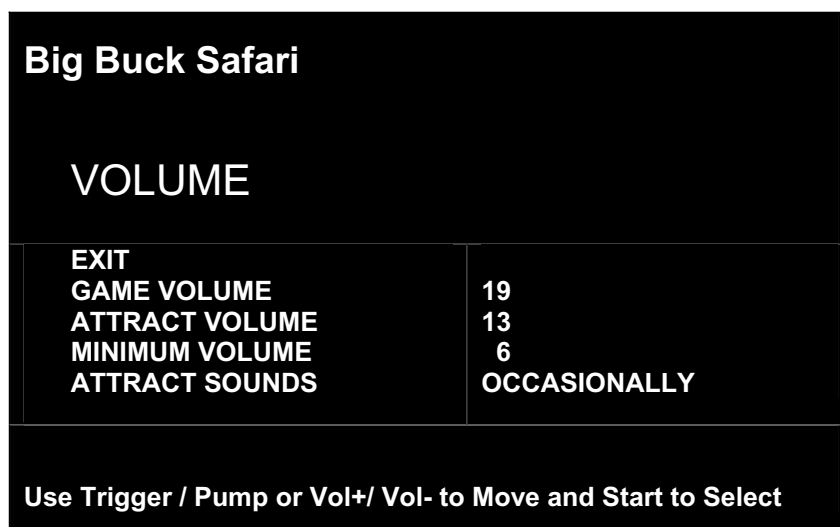 Big Buck Safari
VOLUME
EXIT
GAME VOLUME 19
ATTRACT VOLUME 13
MINIMUM VOLUME 6
ATTRACT SOUNDS OCCASIONALLY
Use Trigger / Pump or Vol+/ Vol- to Move and Start to Select